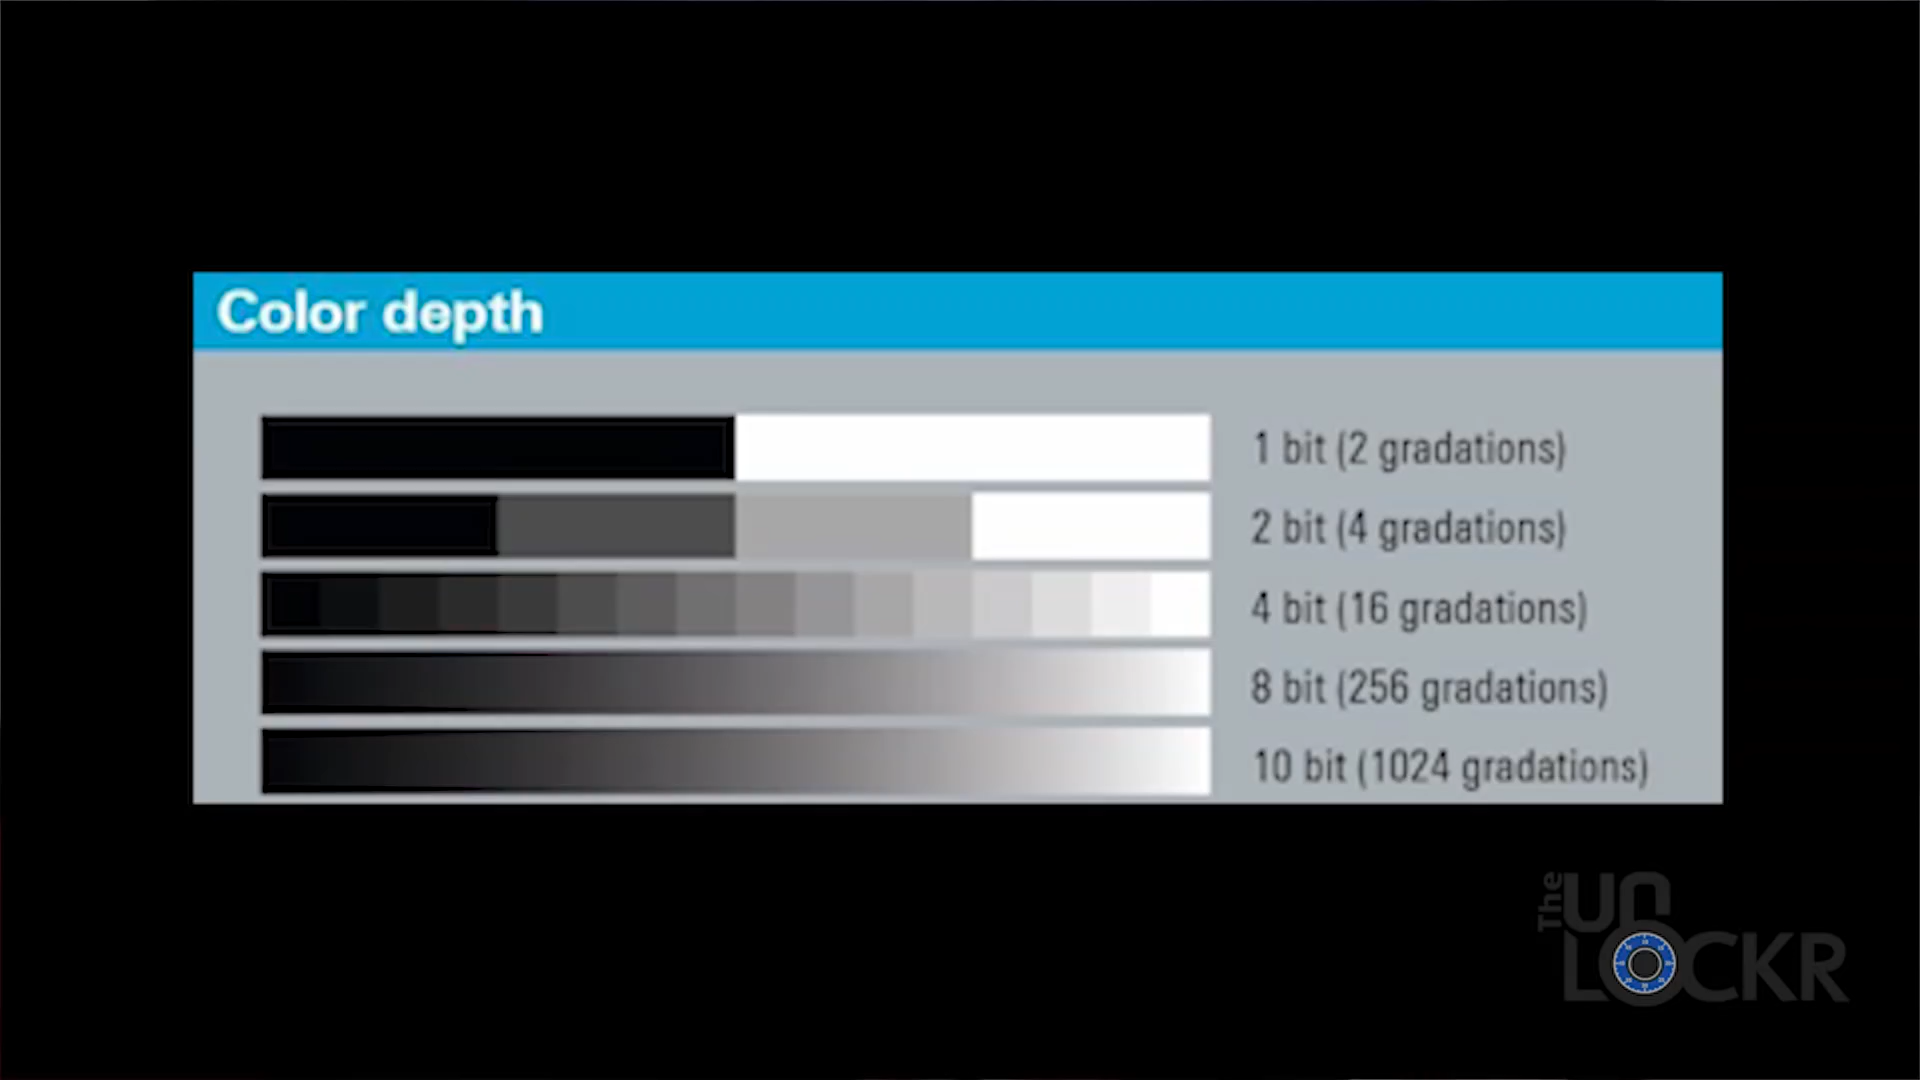 Color depth
1 bit (2 gradations)
2 bit (4 gradations)
4 bit (16 gradations)
8 bit (256 gradations)
10 bit (1024 gradations)
The
UN
LOCKR